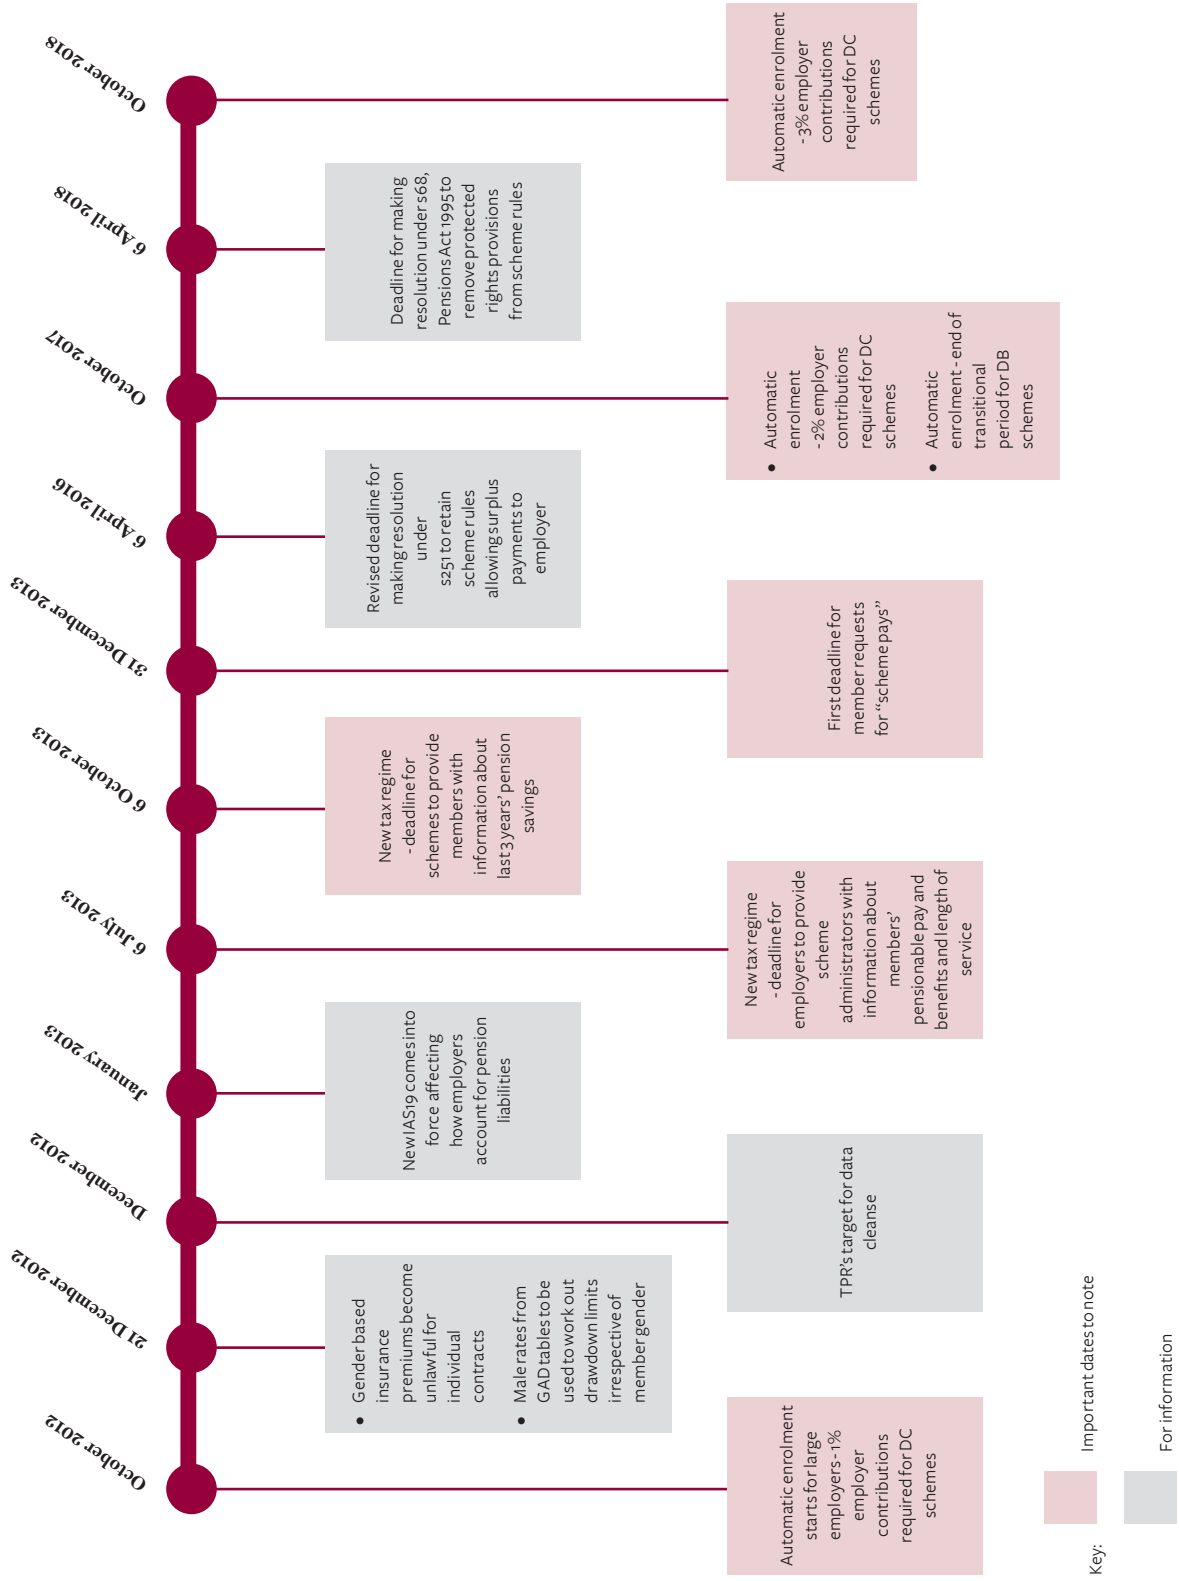 October 2012
21 December 2012
December 2012
January 2013
6 July 2013
6 October 2013
31 December 2013
6 April 2016
October 2017
6 April 2018
October 2018
Automatic enrolment
starts for large
employers - 1%
employer
contributions
required for DC
schemes
• Gender based
insurance
premiums become
unlawful for
individual
contracts
• Male rates from
GAD tables to be
used to work out
drawdown limits
irrespective of
member gender
TPR's target for data
cleanse
New IAS19 comes into
force affecting
how employers
account for pension
liabilities
New tax regime
- deadline for
employers to provide
scheme
administrators with
information about
members'
pensionable pay and
benefits and length of
service
New tax regime
- deadline for
schemes to provide
members with
information about
last 3 years' pension
savings
First deadline for
member requests
for “scheme pays”
Revised deadline for
making resolution
under
s251 to retain
scheme rules
allowing surplus
payments to
employer
• Automatic
enrolment
- 2% employer
contributions
required for DC
schemes
• Automatic
enrolment - end of
transitional
period for DB
schemes
Deadline for making
resolution under s68,
Pensions Act 1995 to
remove protected
rights provisions
from scheme rules
Automatic enrolment
- 3% employer
contributions
required for DC
schemes
Key:
Important dates to note
For information